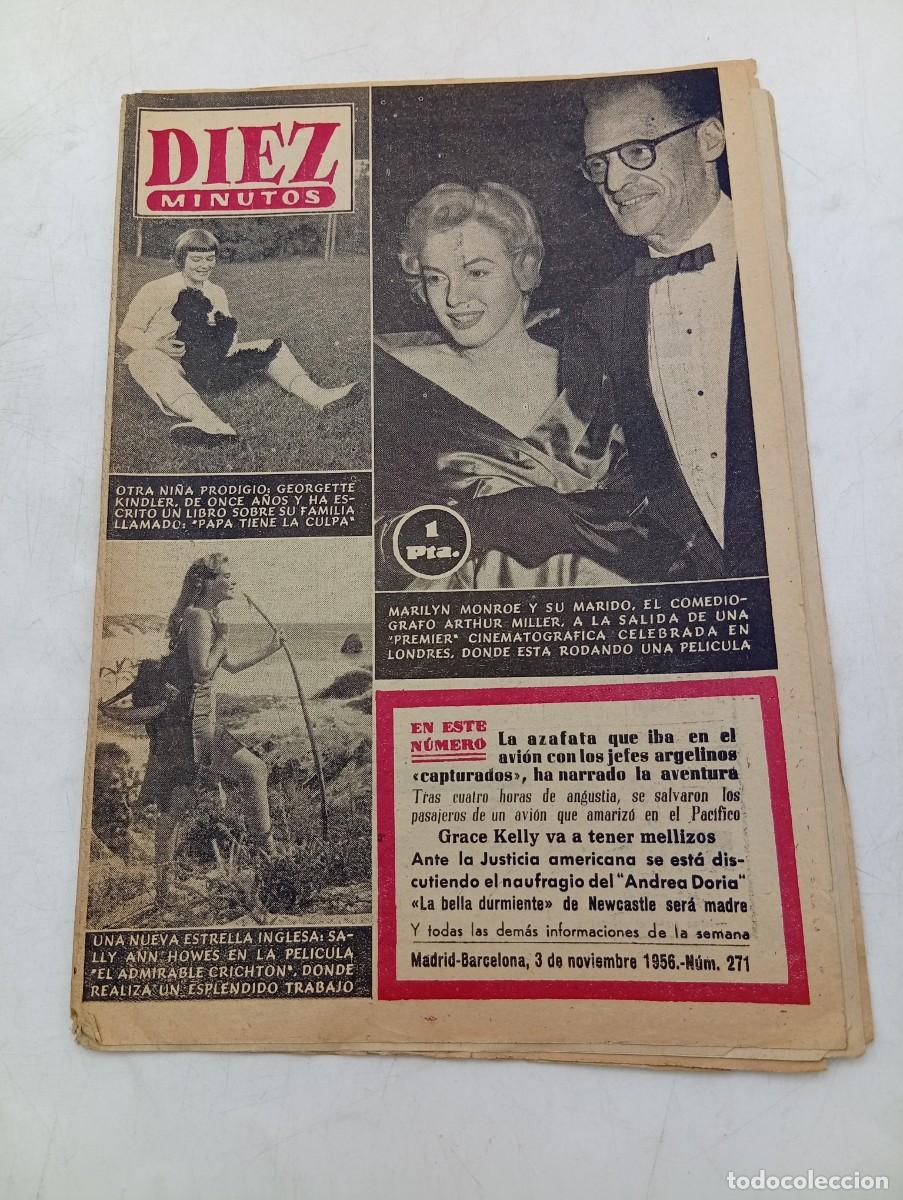 DIEZ
MINUTOS
OTRA NIÑA PRODIGIO: GEORGETTE
KINDLER, DE ONCE AÑOS Y HA ES-
CRITO UN LIBRO SOBRE SU FAMILIA
LLAMADO: "PAPA TIENE LA CULPA"
1
Pta.
MARILYN MONROE Y SU MARIDO, EL COMEDIO-
GRAFO ARTHUR MILLER, A LA SALIDA DE UNA
"PREMIER" CINEMATOGRAFICA CELEBRADA EN
LONDRES, DONDE ESTA RODANDO UNA PELICULA
UNA NUEVA ESTRELLA INGLESA: SA-
LLY ANN HOWES EN LA PELICULA
"EL ADMIRABLE CRICHTON", DONDE
REALIZA UN ESPLENDIDO TRABAJO
EN ESTE
NÚMERO
La azafata que iba en el
avión con los jefes argelinos
«capturados», ha narrado la aventura
Tras cuatro horas de angustia, se salvaron los
pasajeros de un avión que amarizó en el Pacífico
Grace Kelly va a tener mellizos
Ante la Justicia americana se está dis-
cutiendo el naufragio del "Andrea Doria"
«La bella durmiente» de Newcastle será madre
Y todas las demás informaciones de la semana
Madrid-Barcelona, 3 de noviembre 1956.-Núm. 271
todocoleccion